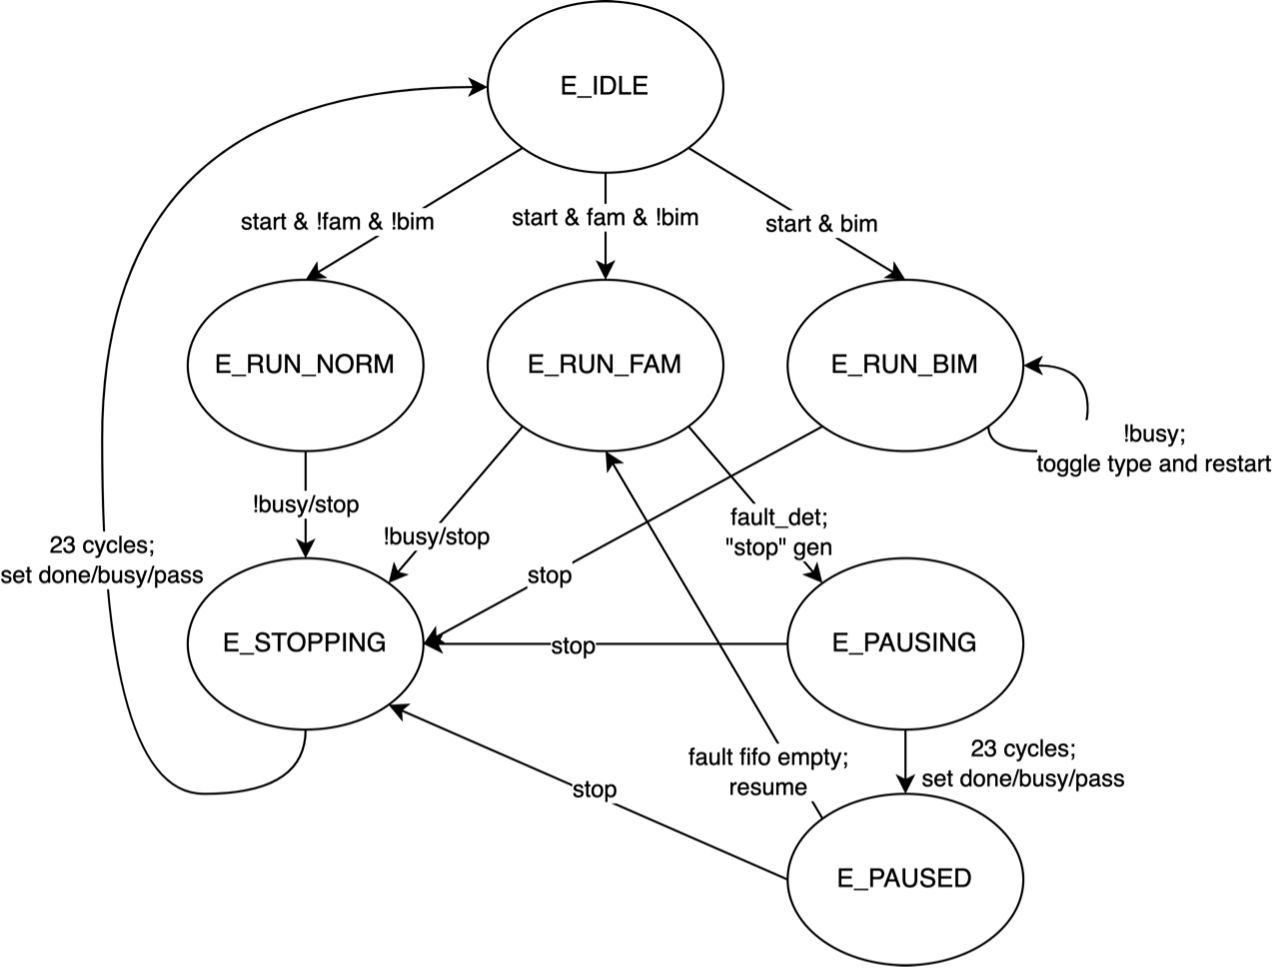 E_IDLE
start & !fam & !bim
start & fam & !bim
start & bim
E_RUN_NORM
E_RUN_FAM
E_RUN_BIM
!busy;
toggle type and restart
!busy/stop
!busy/stop
fault_det;
"stop" gen
23 cycles;
set done/busy/pass
stop
E_STOPPING
stop
E_PAUSING
fault fifo empty;
resume
23 cycles;
set done/busy/pass
stop
E_PAUSED